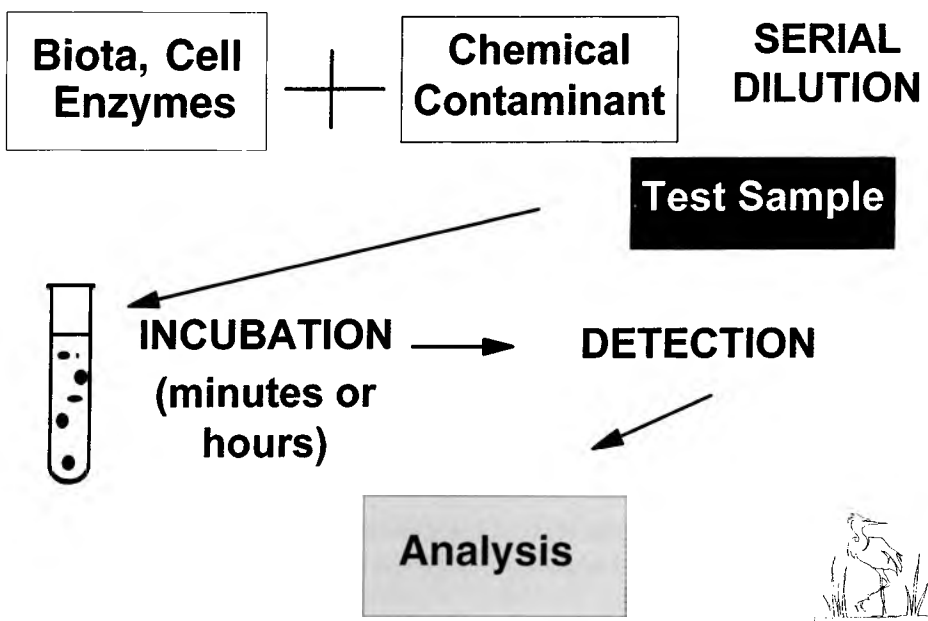 Biota, Cell
Enzymes
Chemical
Contaminant
SERIAL
DILUTION
Test Sample
INCUBATION
(minutes or
hours)
DETECTION
Analysis